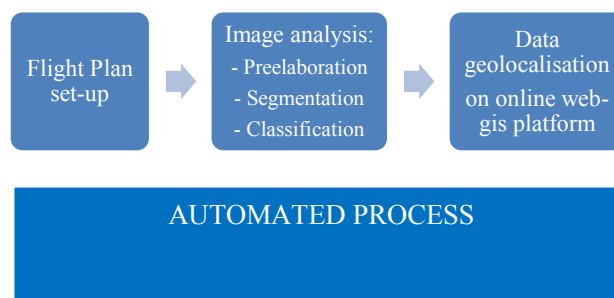 Flight Plan
set-up
Image analysis:
- Preelaboration
- Segmentation
- Classification
Data
geolocalisation
on online web-
gis platform
AUTOMATED PROCESS